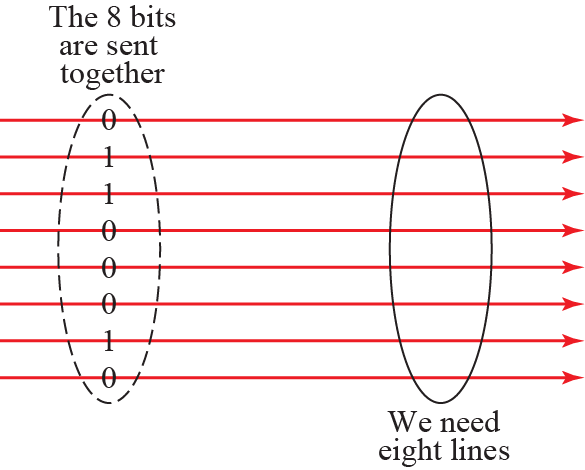 The 8 bits
are sent
together
0
1
1
0
0
0
1
0
We need
eight lines